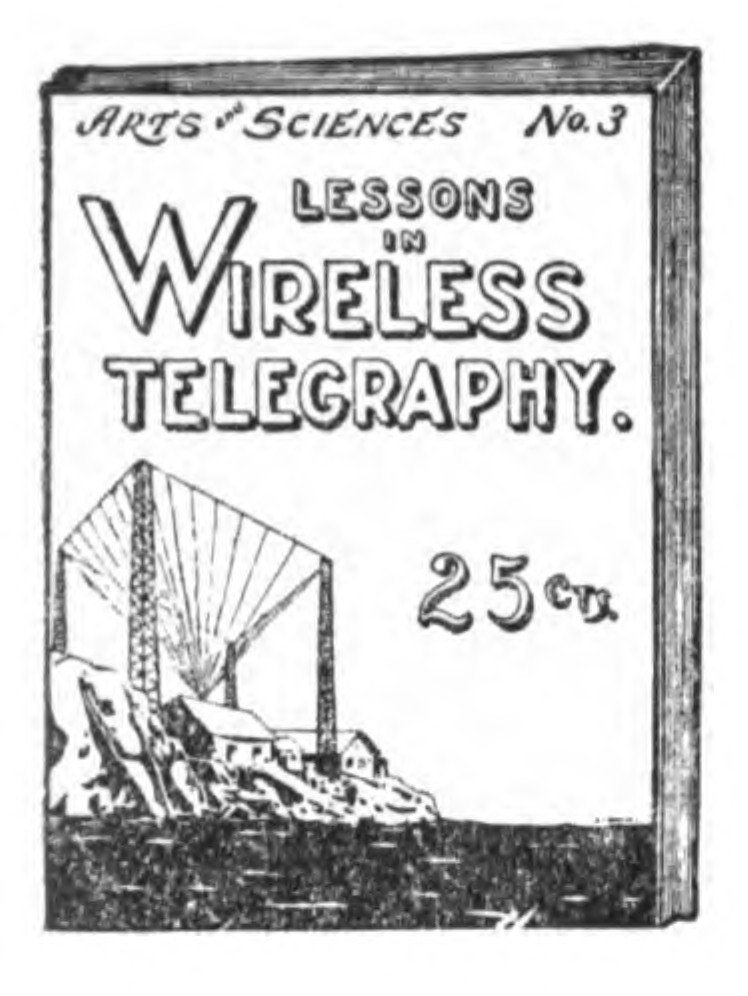 ARTS and SCIENCES No. 3
LESSONS
IN
WIRELESS
TELEGRAPHY.
25 CTS.